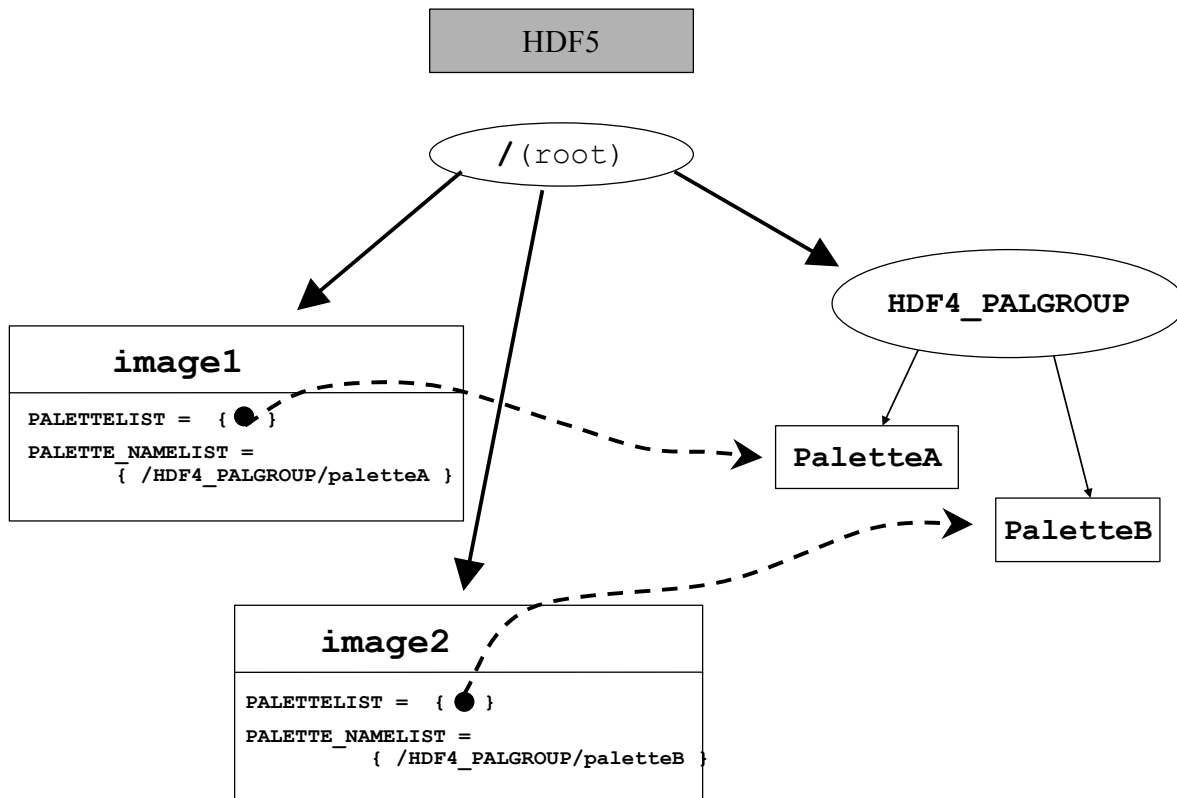 HDF5
/(root)
HDF4_PALGROUP
image1
PALETTELIST = { }
PALETTE_NAMELIST =
{ /HDF4_PALGROUP/paletteA }
PaletteA
PaletteB
image2
PALETTELIST = { }
PALETTE_NAMELIST =
{ /HDF4_PALGROUP/paletteB }